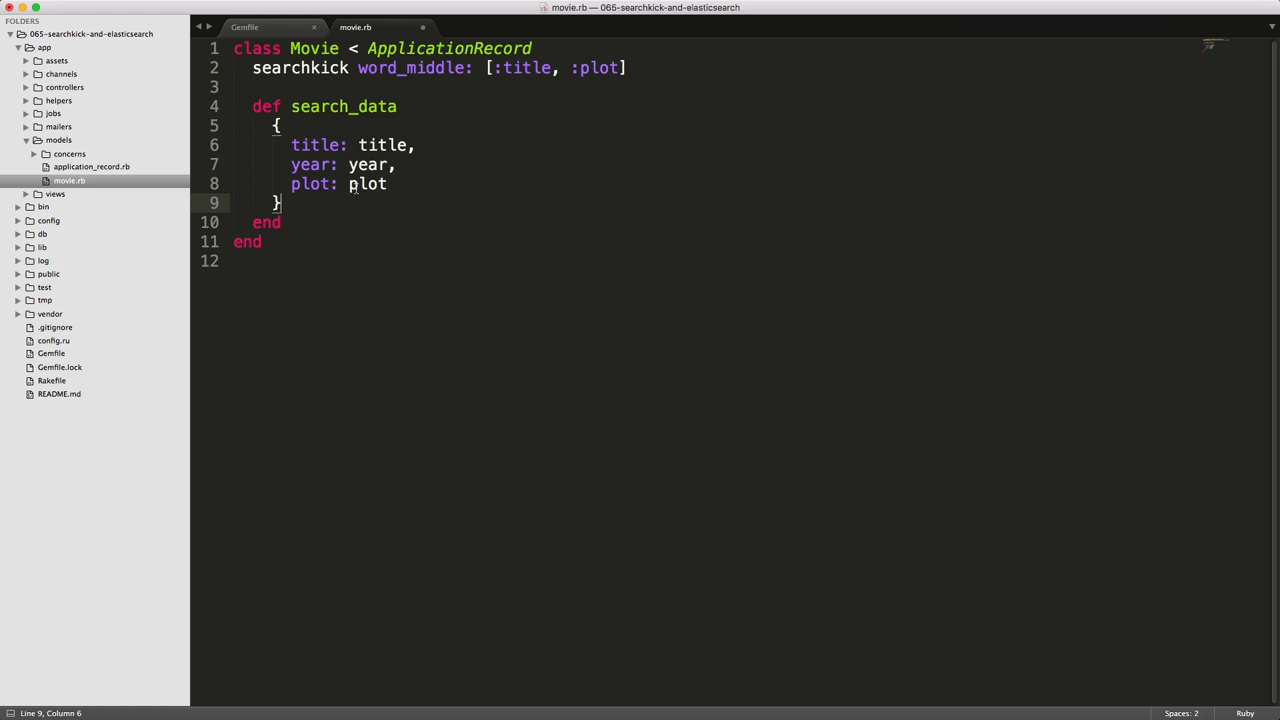 movie.rb — 065-searchkick-and-elasticsearch
FOLDERS
065-searchkick-and-elasticsearch
app
assets
channels
controllers
helpers
jobs
mailers
models
concerns
application_record.rb
movie.rb
views
bin
config
db
lib
log
public
test
tmp
vendor
.gitignore
config.ru
Gemfile
Gemfile.lock
Rakefile
README.md
Gemfile
movie.rb
1 class Movie < ApplicationRecord
2 searchkick word_middle: [:title, :plot]
3
4 def search_data
5 {
6 title: title,
7 year: year,
8 plot: plot
9 }
10 end
11 end
12
Line 9, Column 6
Spaces: 2
Ruby